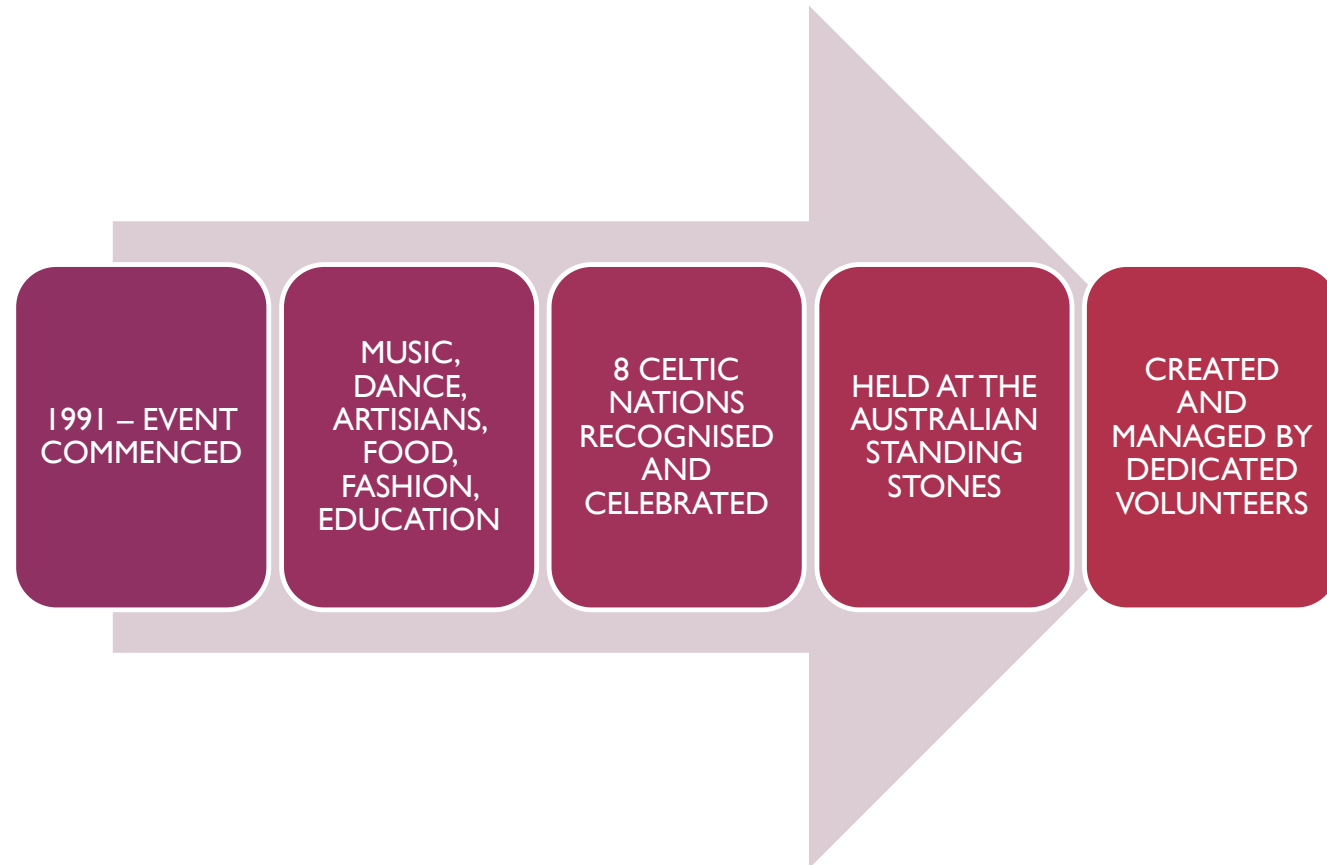 1991 – EVENT
COMMENCED
MUSIC,
DANCE,
ARTISIANS,
FOOD,
FASHION,
EDUCATION
8 CELTIC
NATIONS
RECOGNISED
AND
CELEBRATED
HELD AT THE
AUSTRALIAN
STANDING
STONES
CREATED
AND
MANAGED BY
DEDICATED
VOLUNTEERS